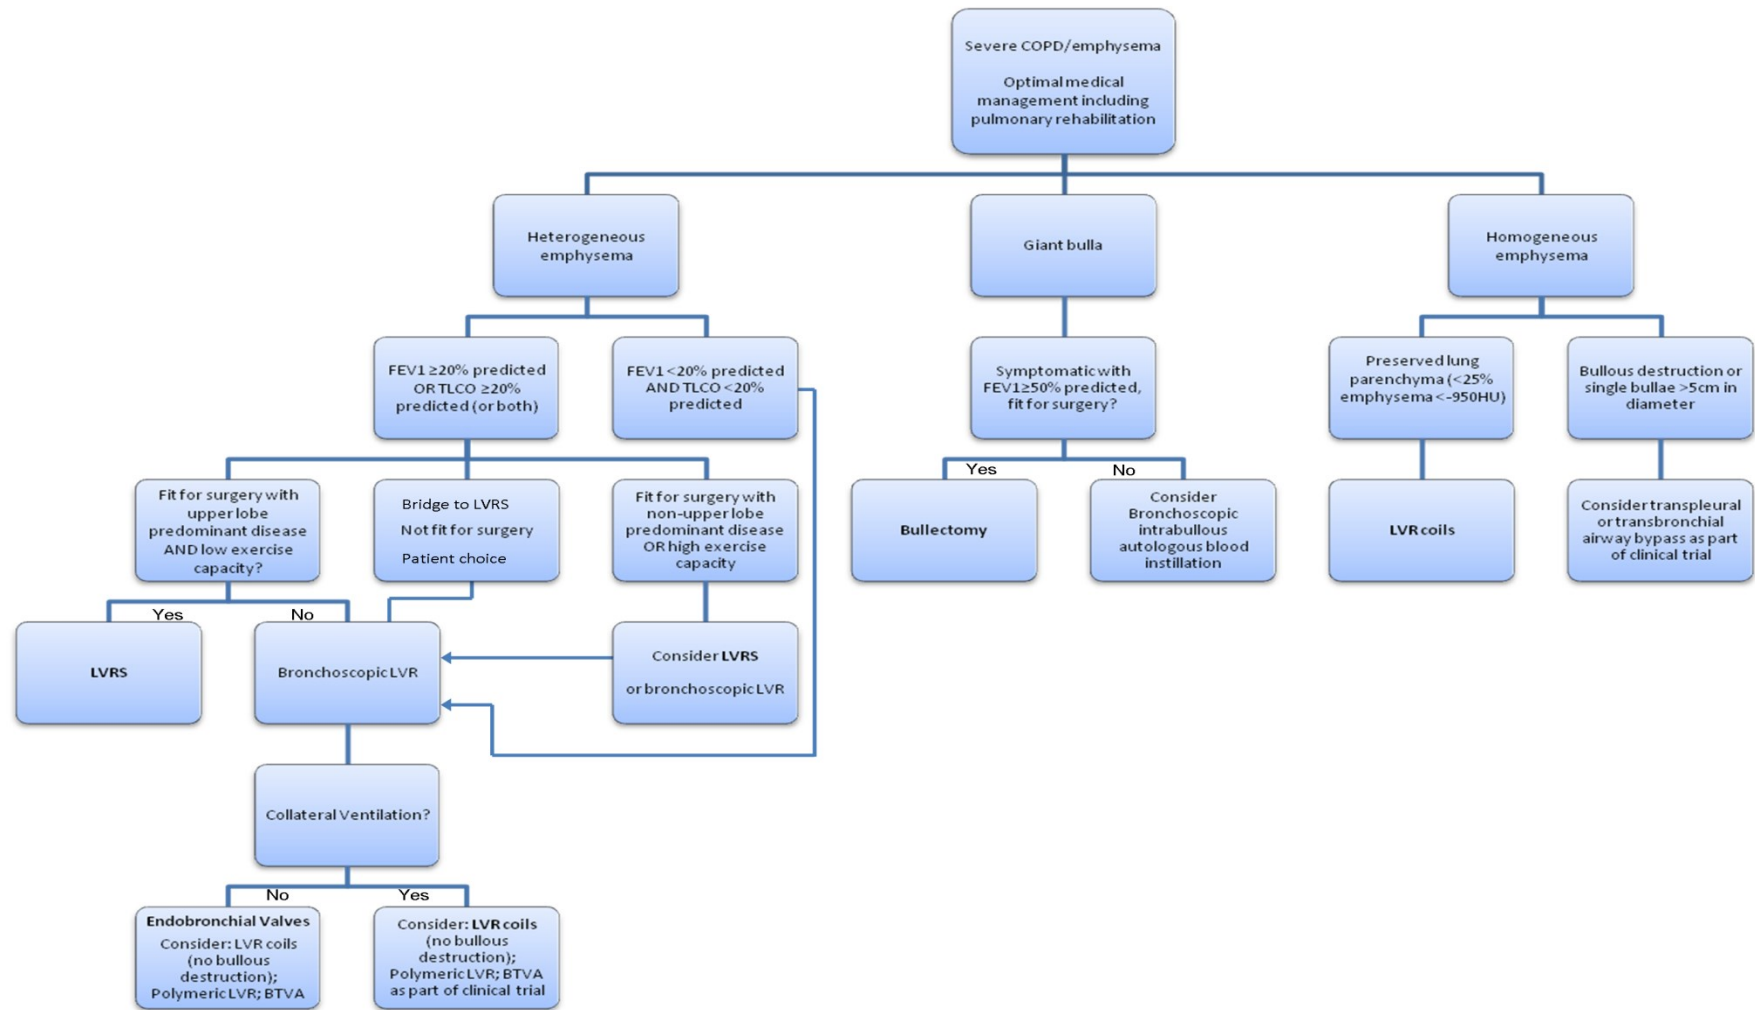 Severe COPD/emphysema
Optimal medical
management including
pulmonary rehabilitation
Heterogeneous
emphysema
Giant bulla
Homogeneous
emphysema
FEV1 ≥20% predicted
OR TLCO ≥20%
predicted (or both)
FEV1 <20% predicted
AND TLCO <20%
predicted
Symptomatic with
FEV1≥50% predicted,
fit for surgery?
Preserved lung
parenchyma (<25%
emphysema <-950HU)
Bullous destruction or
single bullae >5cm in
diameter
Yes
No
Fit for surgery with
upper lobe
predominant disease
AND low exercise
capacity?
Bridge to LVRS
Not fit for surgery
Patient choice
Fit for surgery with
non-upper lobe
predominant disease
OR high exercise
capacity
Bullectomy
Consider
Bronchoscopic
intrabullous
autologous blood
instillation
LVR coils
Consider transpleural
or transbronchial
airway bypass as part
of clinical trial
Yes
No
LVRS
Bronchoscopic LVR
Consider LVRS
or bronchoscopic LVR
Collateral Ventilation?
No
Yes
Endobronchial Valves
Consider: LVR coils
(no bullous
destruction);
Polymeric LVR; BTVA
Consider: LVR coils
(no bullous
destruction);
Polymeric LVR; BTVA
as part of clinical trial